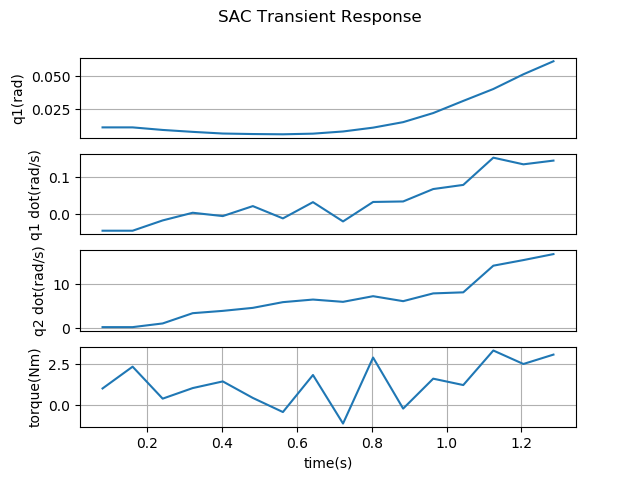 SAC Transient Response
q1(rad)
0.050
0.025
q1 dot(rad/s)
0.1
0.0
q2 dot(rad/s)
10
0
torque(Nm)
2.5
0.0
0.2 0.4 0.6 0.8 1.0 1.2
time(s)